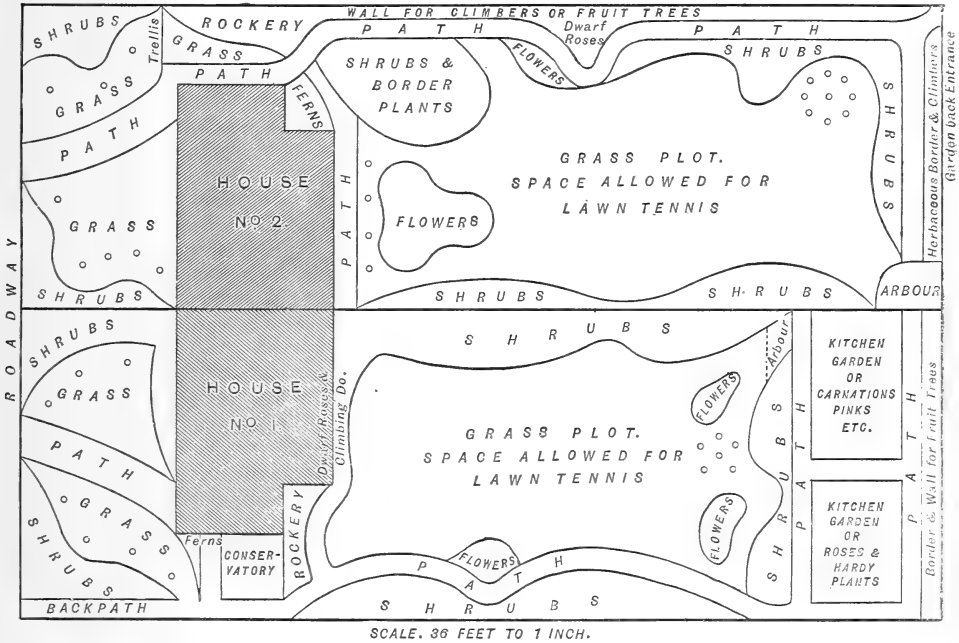 WALL FOR CLIMBERS OR FRUIT TREES
SHRUBS
Trellis
ROCKERY
GRASS
PATH
PATH
Dwarf
Roses
PATH
SHRUBS
GRASS
PATH
FERNS
SHRUBS &
BORDER
PLANTS
FLOWERS
SHRUBS
Herbaceous Border & Climbers
Garden back Entrance
HOUSE
No 2.
PATH
FLOWERS
GRASS PLOT.
SPACE ALLOWED FOR
LAWN TENNIS
GRASS
SHRUBS
SHRUBS
SHRUBS
ARBOUR
ROADWAY
SHRUBS
GRASS
PATH
GRASS
SHRUBS
BACKPATH
HOUSE
No 1.
Dwarf Roses &
Climbing Do.
Ferns
CONSER-
VATORY
ROCKERY
SHRUBS
GRASS PLOT.
SPACE ALLOWED FOR
LAWN TENNIS
FLOWERS
FLOWERS
FLOWERS
PATH
SHRUBS
Arbour
SHRUBS
PATH
KITCHEN
GARDEN
OR
CARNATIONS
PINKS
ETC.
KITCHEN
GARDEN
OR
ROSES &
HARDY
PLANTS
PATH
Border & Wall for Fruit Trees
SCALE. 36 FEET TO 1 INCH.